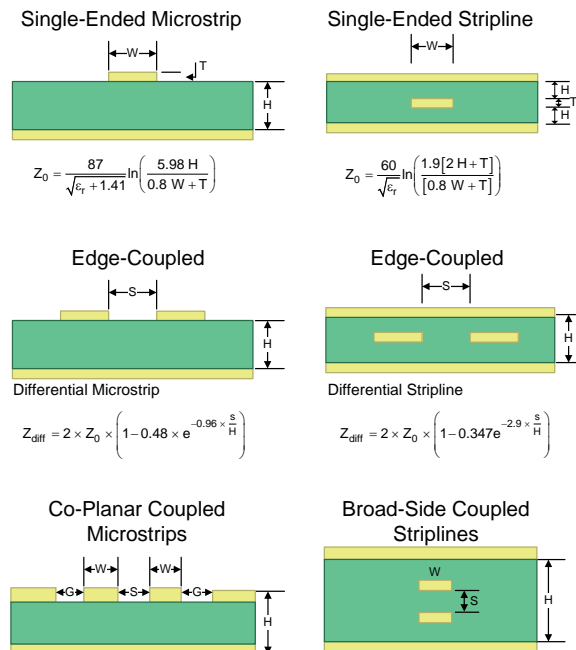 Single-Ended Microstrip
W
T
H
Z₀ = 87/√(εᵣ + 1.41) ln(5.98 H/(0.8 W + T))
Single-Ended Stripline
W
H
T
H
Z₀ = 60/√εᵣ ln(1.9[2 H + T]/[0.8 W + T])
Edge-Coupled
S
H
Differential Microstrip
Z_diff = 2 × Z₀ × (1 − 0.48 × e^(−0.96 × s/H))
Edge-Coupled
S
H
Differential Stripline
Z_diff = 2 × Z₀ × (1 − 0.347e^(−2.9 × s/H))
Co-Planar Coupled
Microstrips
W
W
G
S
G
H
Broad-Side Coupled
Striplines
W
S
H